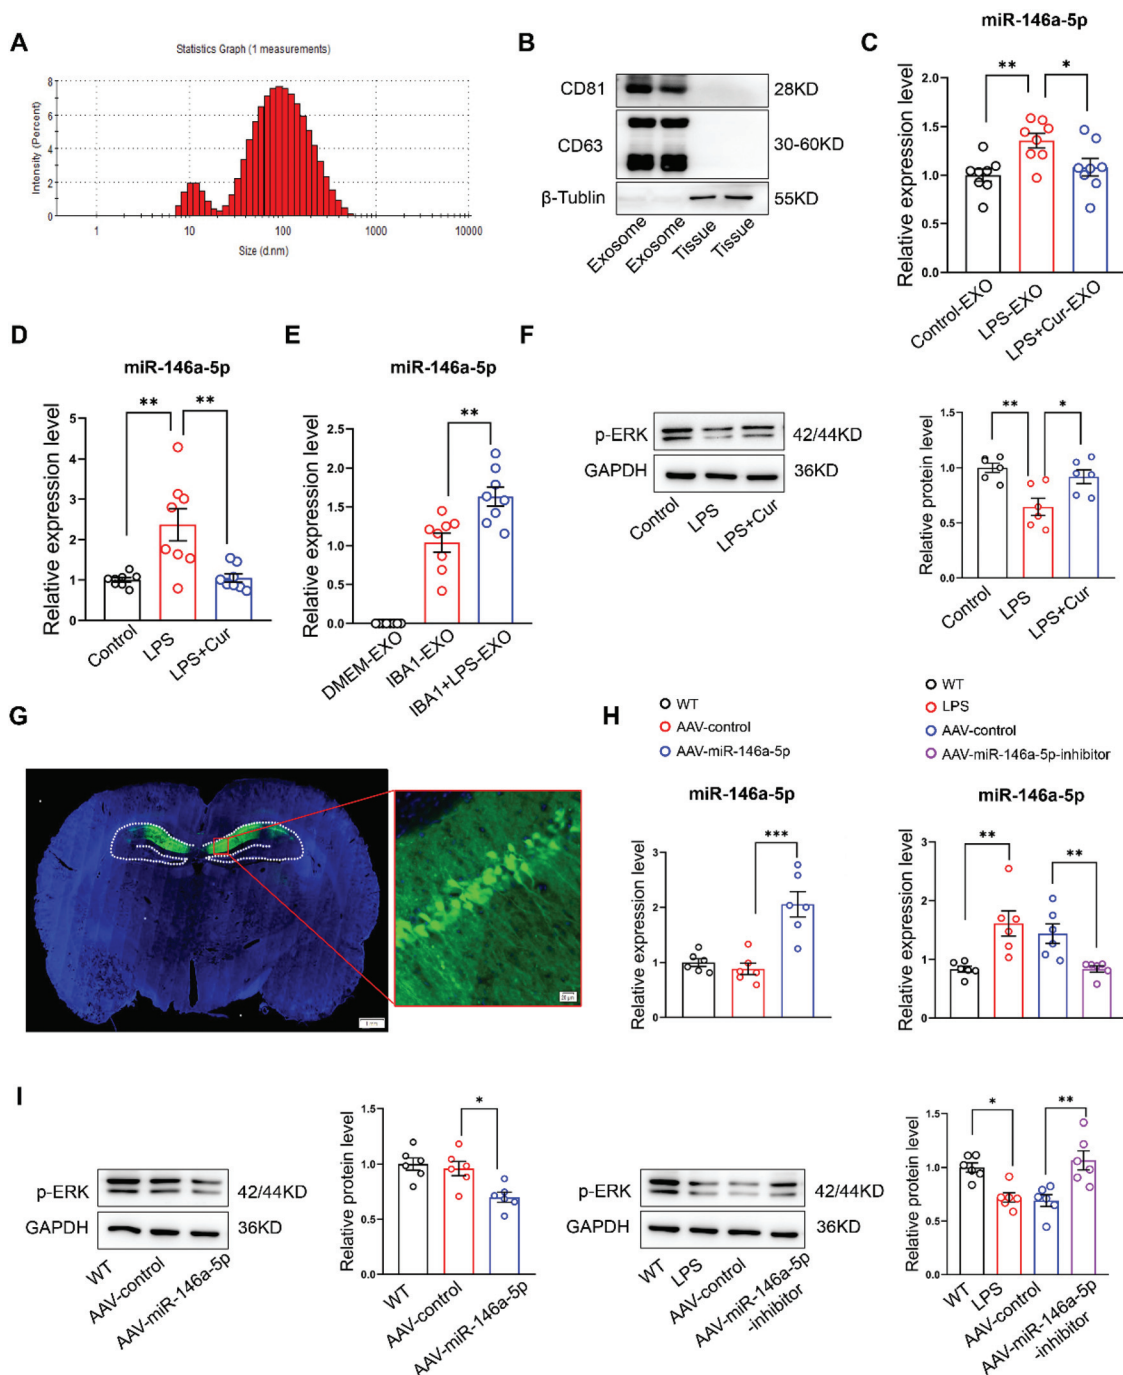 A
Statistics Graph (1 measurements)
Intensity (Percent)
8
6
4
2
0
1
10
100
1000
10000
Size (d.nm)
B
CD81
28KD
CD63
30-60KD
β-Tublin
55KD
Exosome
Exosome
Tissue
Tissue
C
miR-146a-5p
Relative expression level
2.0
1.5
1.0
0.5
0.0
**
*
Control-EXO
LPS-EXO
LPS+Cur-EXO
D
miR-146a-5p
Relative expression level
5
4
3
2
1
0
**
**
Control
LPS
LPS+Cur
E
miR-146a-5p
Relative expression level
2.5
2.0
1.5
1.0
0.5
0.0
**
DMEM-EXO
IBA1-EXO
IBA1+LPS-EXO
F
p-ERK
42/44KD
GAPDH
36KD
Control
LPS
LPS+Cur
Relative protein level
1.5
1.0
0.5
0.0
**
*
Control
LPS
LPS+Cur
G
1 mm
20 μm
H
WT
AAV-control
AAV-miR-146a-5p
miR-146a-5p
Relative expression level
3
2
1
0
***
WT
LPS
AAV-control
AAV-miR-146a-5p-inhibitor
miR-146a-5p
Relative expression level
3
2
1
0
**
**
I
p-ERK
42/44KD
GAPDH
36KD
WT
AAV-control
AAV-miR-146a-5p
Relative protein level
1.5
1.0
0.5
0.0
*
WT
AAV-control
AAV-miR-146a-5p
p-ERK
42/44KD
GAPDH
36KD
WT
LPS
AAV-control
AAV-miR-146a-5p
-inhibitor
Relative protein level
1.5
1.0
0.5
0.0
*
**
WT
LPS
AAV-control
AAV-miR-146a-5p
-inhibitor